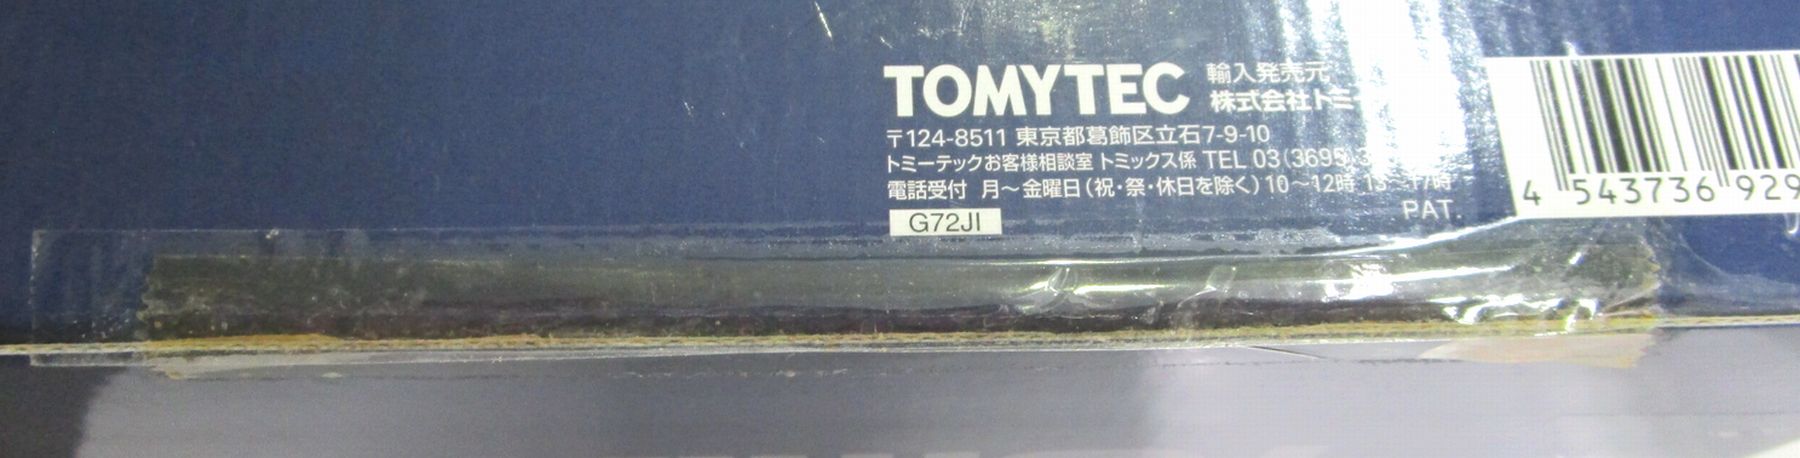 TOMYTEC 輸入発売元
株式会社トミー
〒124-8511 東京都葛飾区立石7-9-10
トミーテックお客様相談室 トミックス係 TEL 03(3695)3
電話受付 月~金曜日(祝・祭・休日を除く)10~12時 13~17時
PAT.
G72JI
4 543736 929